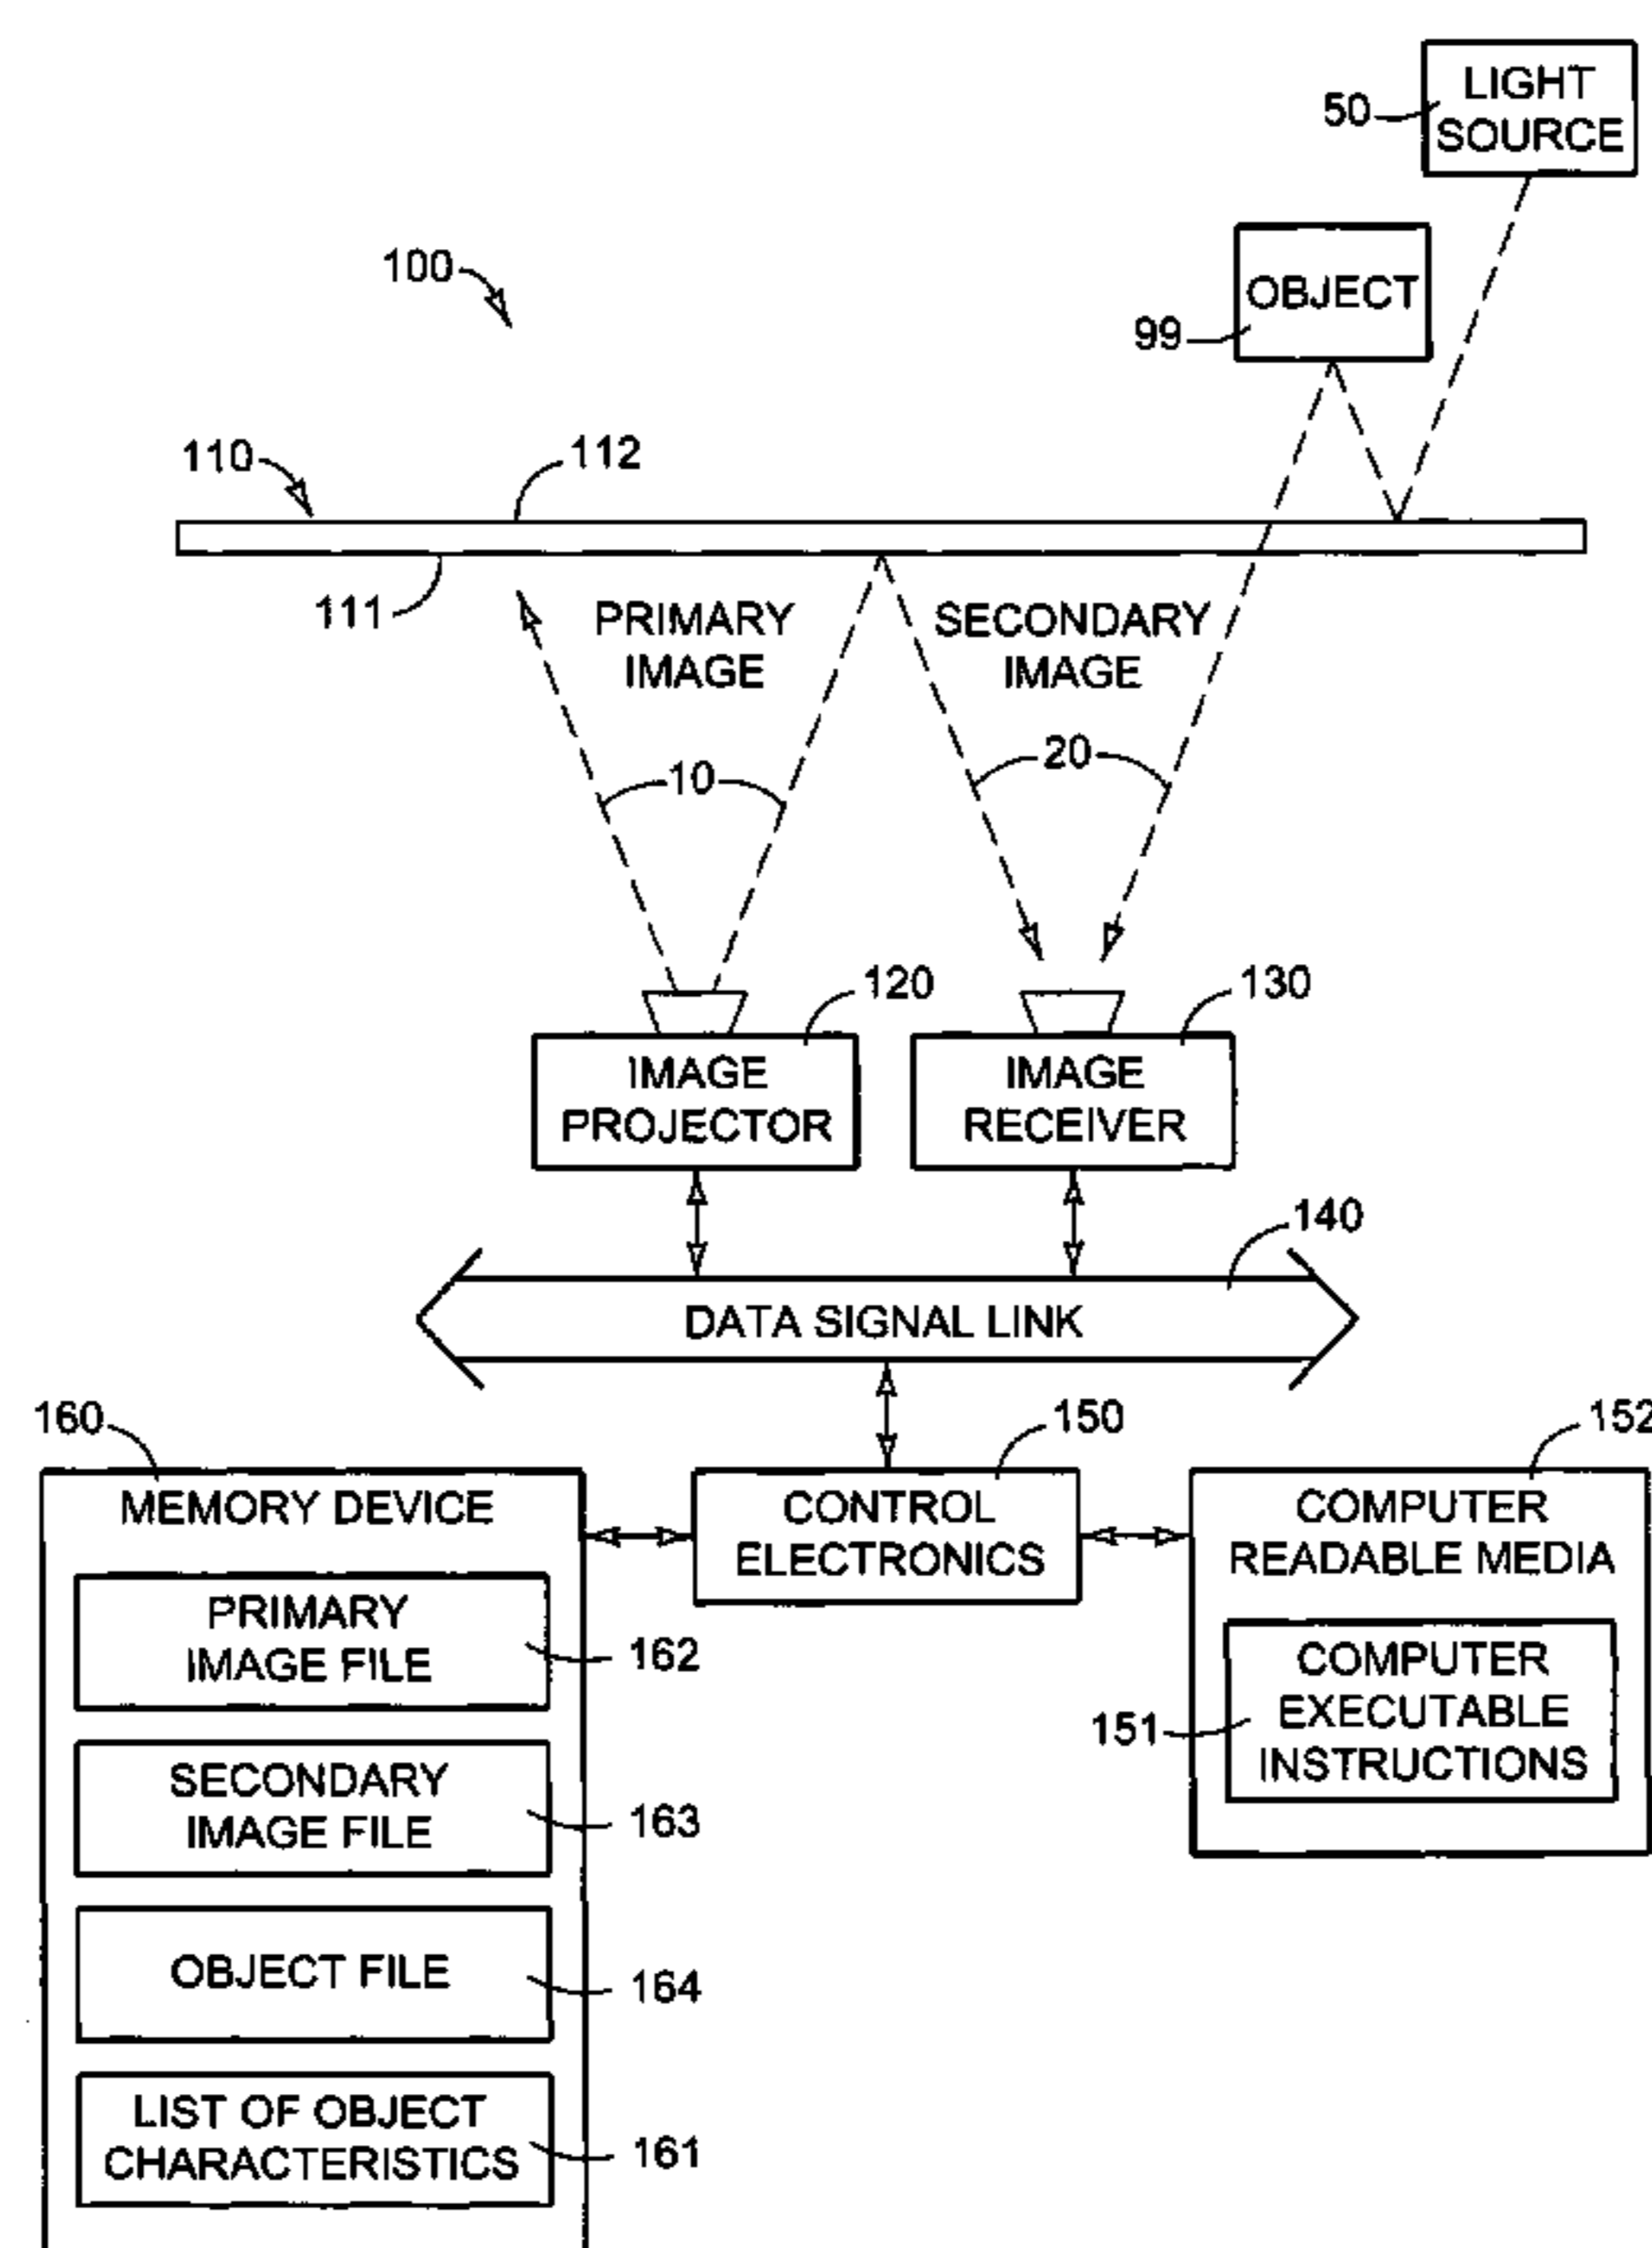 LIGHT
SOURCE
50
100
OBJECT
99
110
112
111
PRIMARY
IMAGE
SECONDARY
IMAGE
10
20
120
130
IMAGE
PROJECTOR
IMAGE
RECEIVER
140
DATA SIGNAL LINK
160
150
152
MEMORY DEVICE
CONTROL
ELECTRONICS
COMPUTER
READABLE MEDIA
PRIMARY
IMAGE FILE
162
COMPUTER
EXECUTABLE
INSTRUCTIONS
151
SECONDARY
IMAGE FILE
163
OBJECT FILE
164
LIST OF OBJECT
CHARACTERISTICS
161